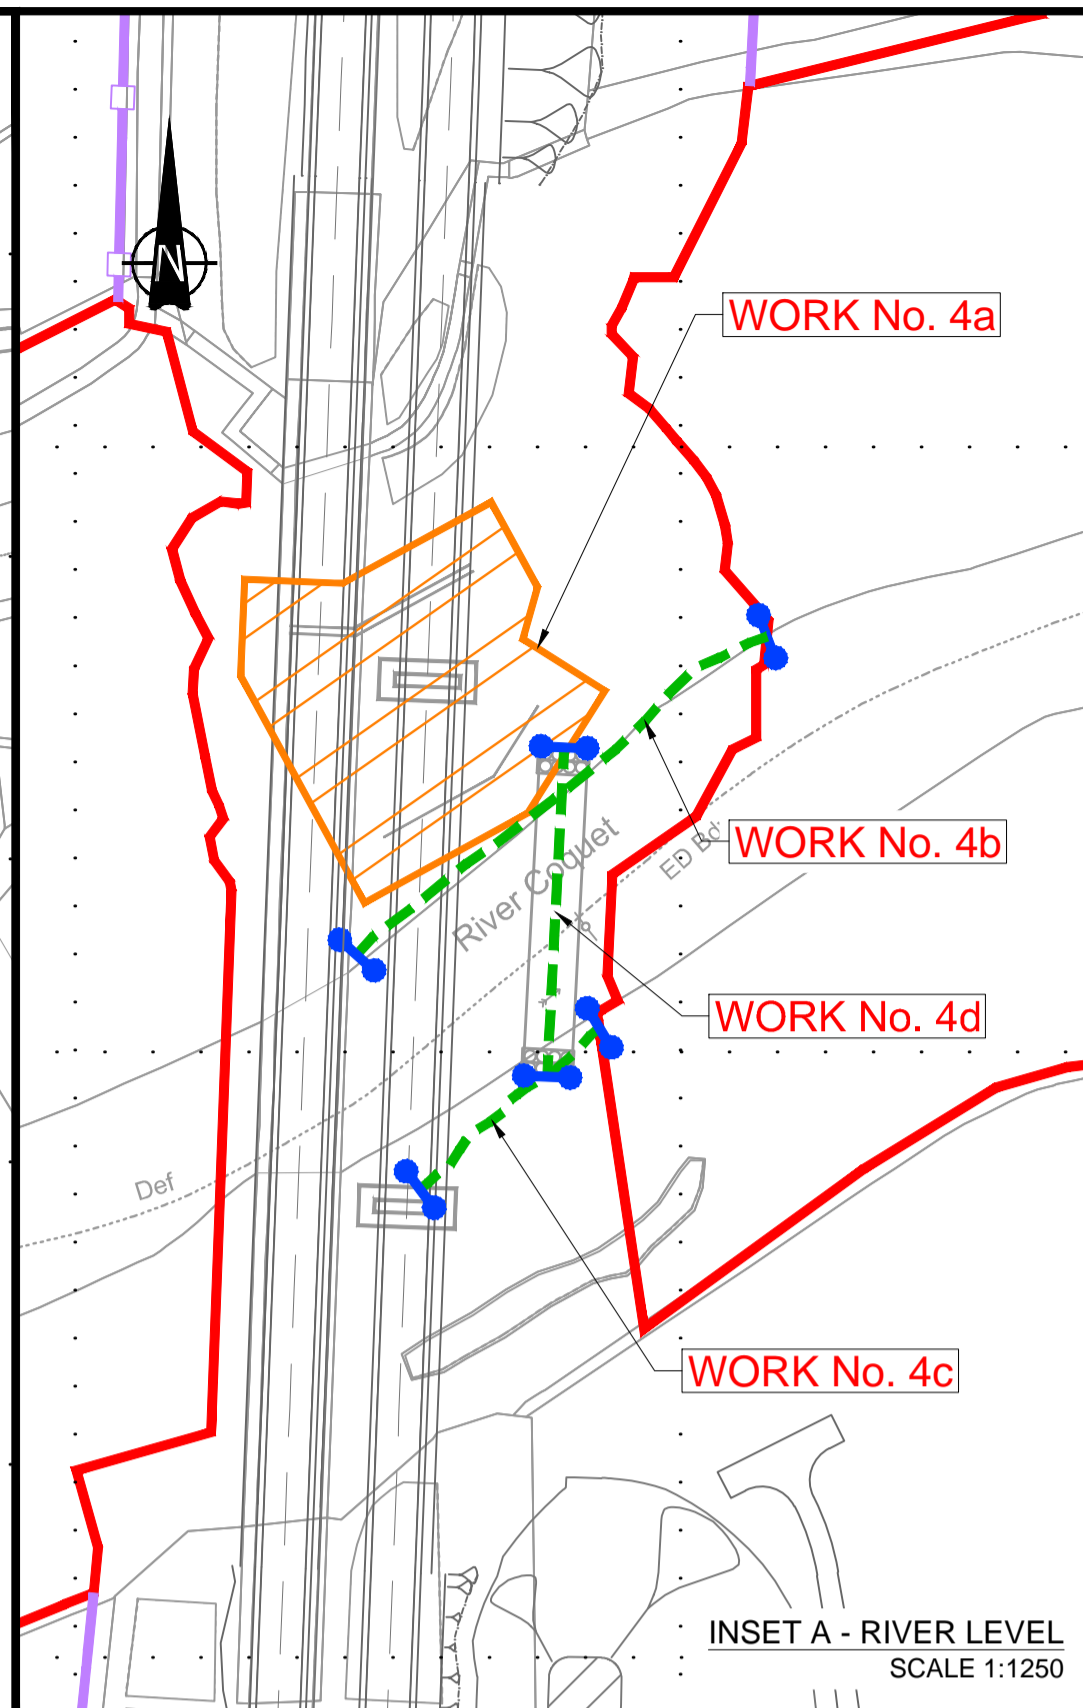 N
WORK No. 4a
WORK No. 4b
River Coquet
ED Bdy
WORK No. 4d
Def
WORK No. 4c
INSET A - RIVER LEVEL
SCALE 1:1250